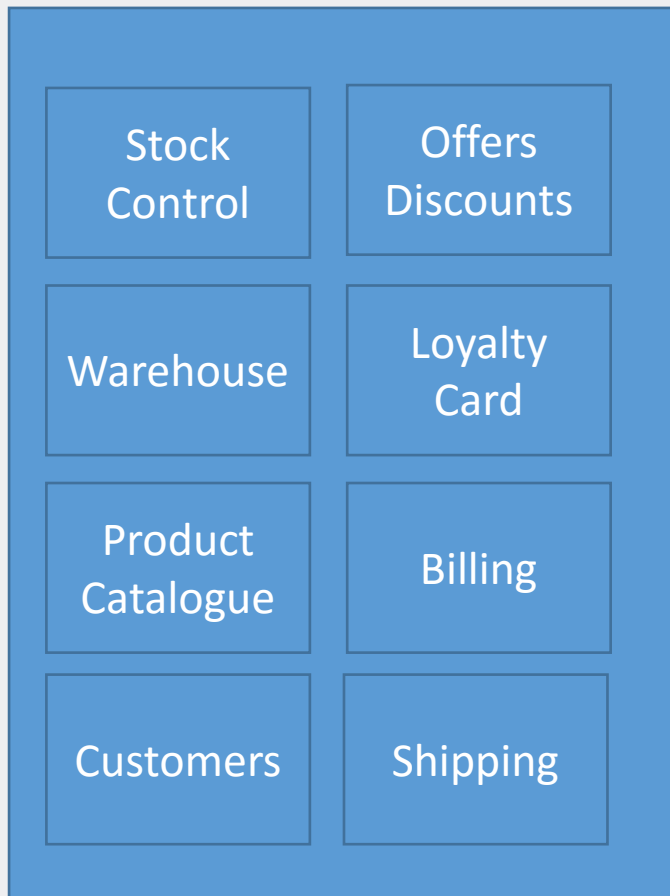 Stock
Control
Offers
Discounts
Warehouse
Loyalty
Card
Product
Catalogue
Billing
Customers
Shipping